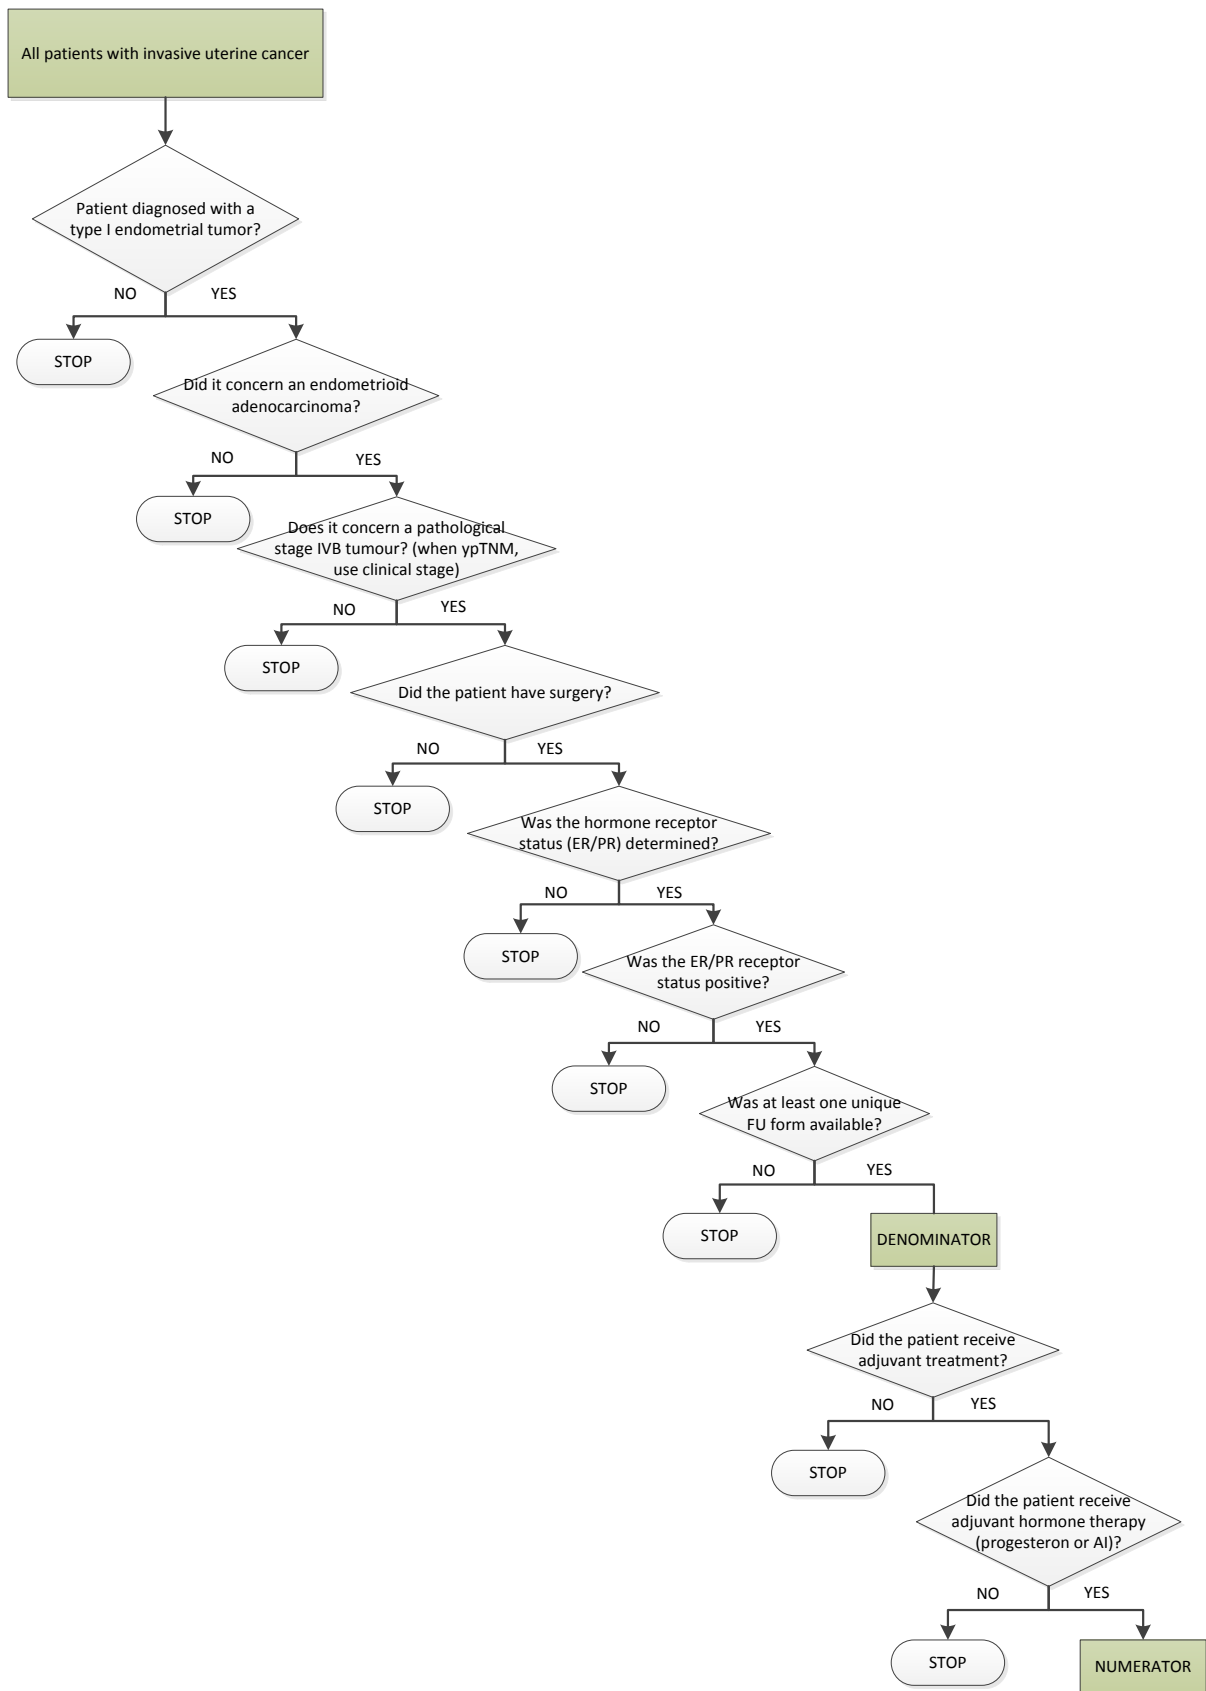 All patients with invasive uterine cancer
Patient diagnosed with a
type I endometrial tumor?
NO
YES
STOP
Did it concern an endometrioid
adenocarcinoma?
NO
YES
STOP
Does it concern a pathological
stage IVB tumour? (when ypTNM,
use clinical stage)
NO
YES
STOP
Did the patient have surgery?
NO
YES
STOP
Was the hormone receptor
status (ER/PR) determined?
NO
YES
STOP
Was the ER/PR receptor
status positive?
NO
YES
STOP
Was at least one unique
FU form available?
NO
YES
STOP
DENOMINATOR
Did the patient receive
adjuvant treatment?
NO
YES
STOP
Did the patient receive
adjuvant hormone therapy
(progesteron or AI)?
NO
YES
STOP
NUMERATOR